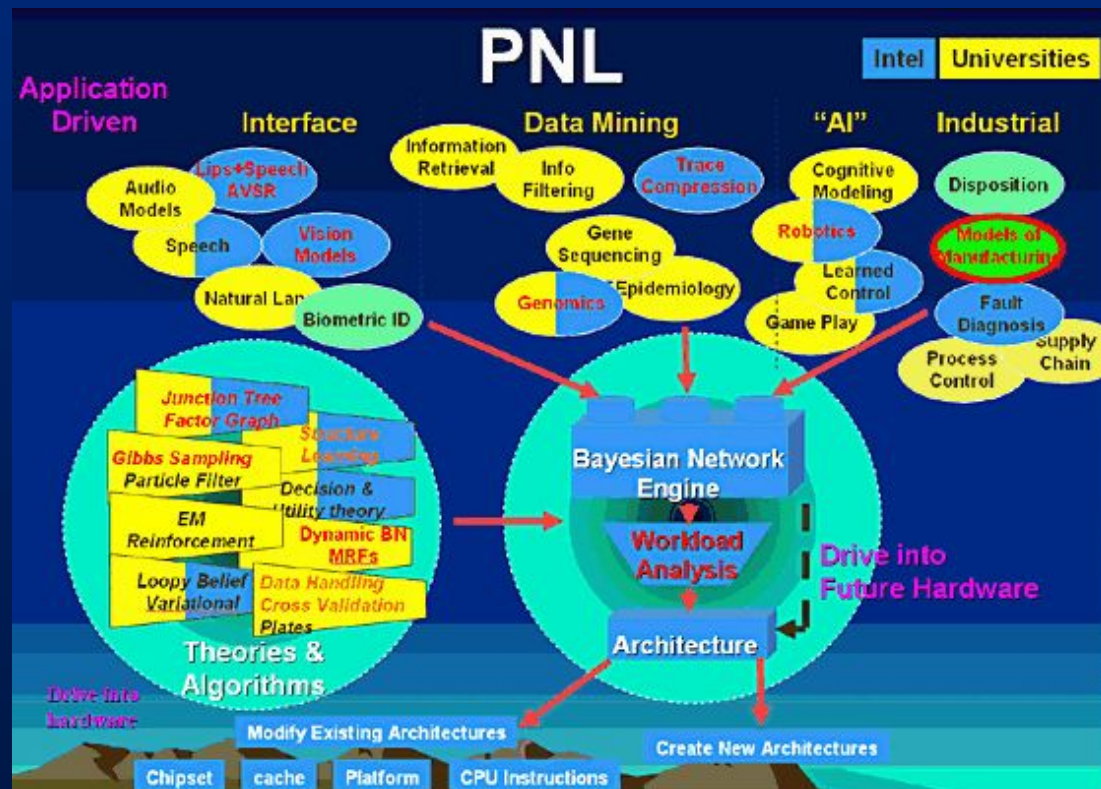 PNL
Intel
Universities
Application
Driven
Interface
Data Mining
“AI”
Industrial
Audio
Models
Lips+Speech
AVSR
Speech
Vision
Models
Natural Lan
Biometric ID
Information
Retrieval
Info
Filtering
Trace
Compression
Gene
Sequencing
Genomics
Epidemiology
Cognitive
Modeling
Robotics
Learned
Control
Game Play
Disposition
Models of
Manufacturing
Fault
Diagnosis
Supply
Chain
Process
Control
Junction Tree
Factor Graph
Structure
Learning
Gibbs Sampling
Particle Filter
Decision &
Utility theory
EM
Reinforcement
Dynamic BN
MRFs
Loopy Belief
Variational
Data Handling
Cross Validation
Plates
Theories &
Algorithms
Bayesian Network
Engine
Workload
Analysis
Architecture
Drive into
Future Hardware
Drive into
hardware
Modify Existing Architectures
Create New Architectures
Chipset
cache
Platform
CPU Instructions